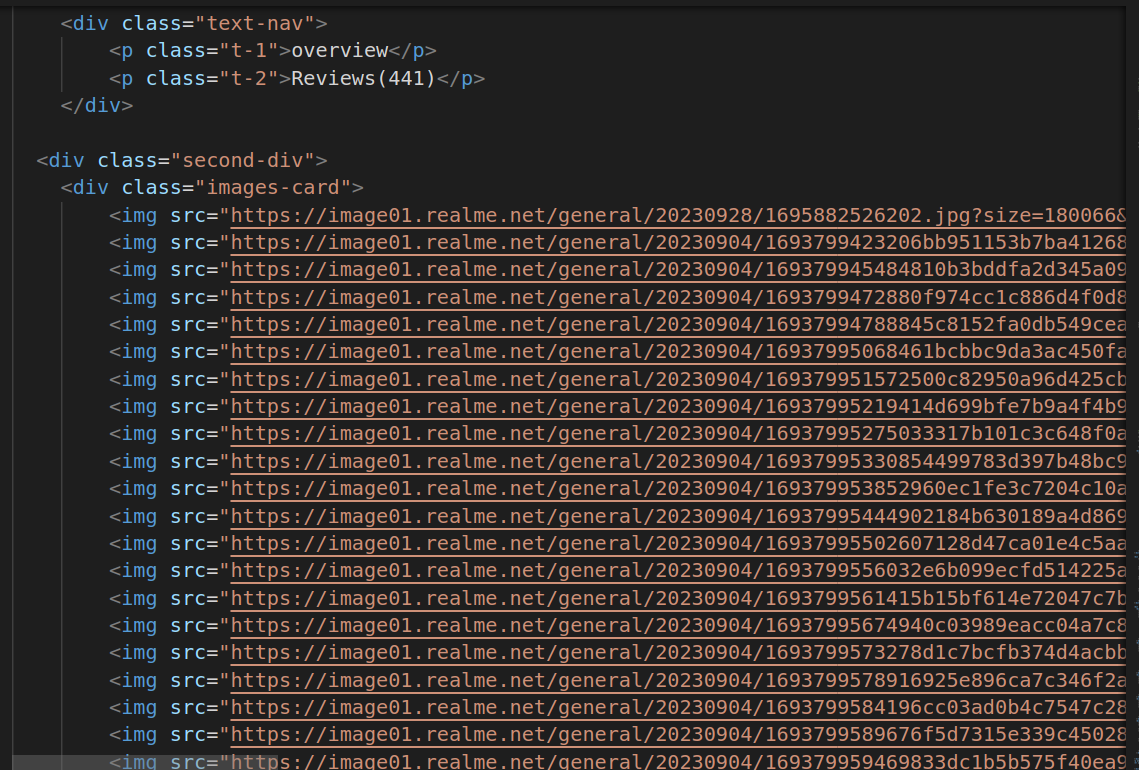 <div class="text-nav">
<p class="t-1">overview</p>
<p class="t-2">Reviews(441)</p>
</div>
<div class="second-div">
<div class="images-card">
<img src="https://image01.realme.net/general/20230928/1695882526202.jpg?size=180066&
<img src="https://image01.realme.net/general/20230904/1693799423206bb951153b7ba41268
<img src="https://image01.realme.net/general/20230904/169379945484810b3bddfa2d345a09
<img src="https://image01.realme.net/general/20230904/1693799472880f974cc1c886d4f0d8
<img src="https://image01.realme.net/general/20230904/16937994788845c8152fa0db549cea
<img src="https://image01.realme.net/general/20230904/16937995068461bcbbc9da3ac450fa
<img src="https://image01.realme.net/general/20230904/169379951572500c82950a96d425cb
<img src="https://image01.realme.net/general/20230904/16937995219414d699bfe7b9a4f4b9
<img src="https://image01.realme.net/general/20230904/16937995275033317b101c3c648f0a
<img src="https://image01.realme.net/general/20230904/16937995330854499783d397b48bc9
<img src="https://image01.realme.net/general/20230904/169379953852960ec1fe3c7204c10a
<img src="https://image01.realme.net/general/20230904/16937995444902184b630189a4d869
<img src="https://image01.realme.net/general/20230904/16937995502607128d47ca01e4c5aa
<img src="https://image01.realme.net/general/20230904/1693799556032e6b099ecfd514225a
<img src="https://image01.realme.net/general/20230904/1693799561415b15bf614e72047c7b
<img src="https://image01.realme.net/general/20230904/16937995674940c03989eacc04a7c8
<img src="https://image01.realme.net/general/20230904/1693799573278d1c7bcfb374d4acbb
<img src="https://image01.realme.net/general/20230904/1693799578916925e896ca7c346f2a
<img src="https://image01.realme.net/general/20230904/1693799584196cc03ad0b4c7547c28
<img src="https://image01.realme.net/general/20230904/1693799589676f5d7315e339c45028
<img src="https://image01.realme.net/general/20230904/169379959469833dc1b5b575f40ea9